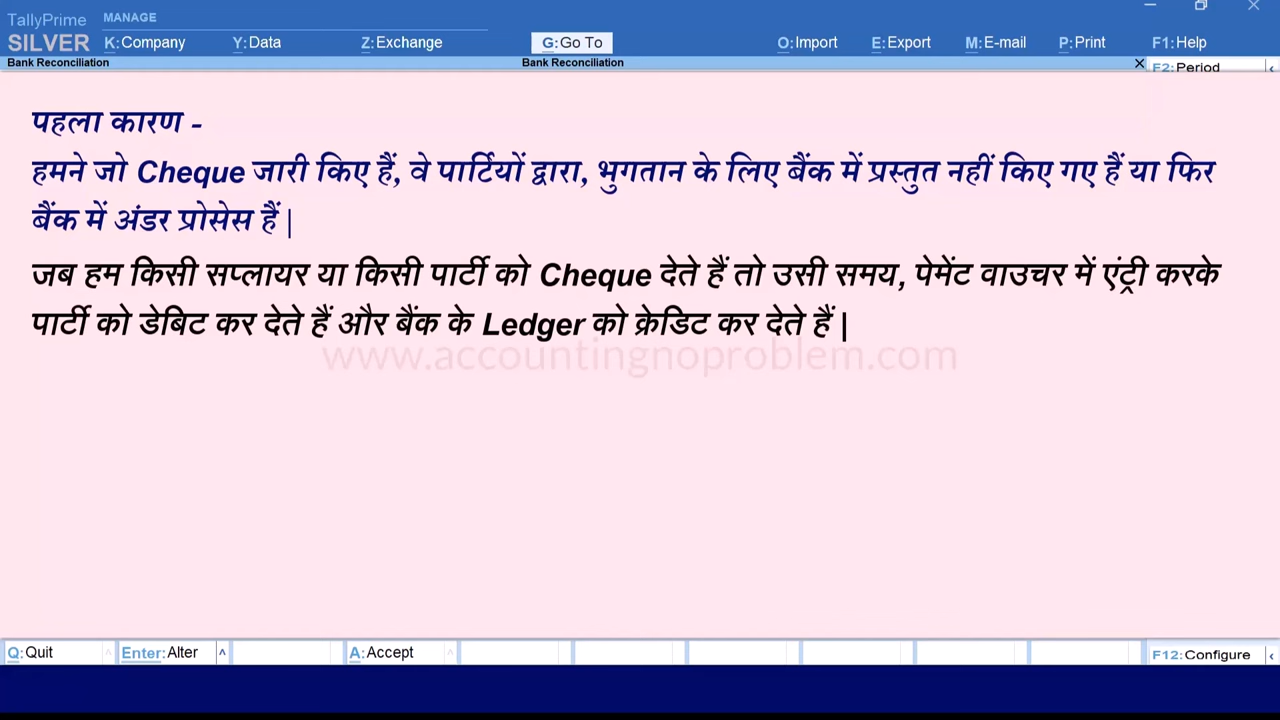 TallyPrime MANAGE
SILVER K:Company Y:Data Z:Exchange G:Go To O:Import E:Export M:E-mail P:Print F1:Help
Bank Reconciliation Bank Reconciliation F2:Period
पहला कारण -
हमने जो Cheque जारी किए हैं, वे पार्टियों द्वारा, भुगतान के लिए बैंक में प्रस्तुत नहीं किए गए हैं या फिर
बैंक में अंडर प्रोसेस हैं |
जब हम किसी सप्लायर या किसी पार्टी को Cheque देते हैं तो उसी समय, पेमेंट वाउचर में एंट्री करके
पार्टी को डेबिट कर देते हैं और बैंक के Ledger को क्रेडिट कर देते हैं |
www.accountingnoproblem.com
Q:Quit Enter:Alter A:Accept F12:Configure